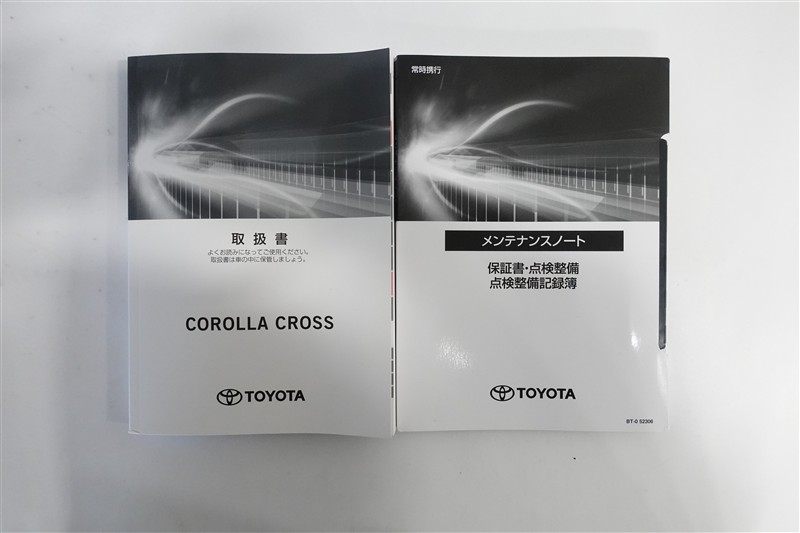 取扱書
よくお読みになってご使用ください。
取扱書は車の中に保管しましょう。
COROLLA CROSS
TOYOTA
常時携行
メンテナンスノート
保証書・点検整備
点検整備記録簿
TOYOTA
BT-0 52306